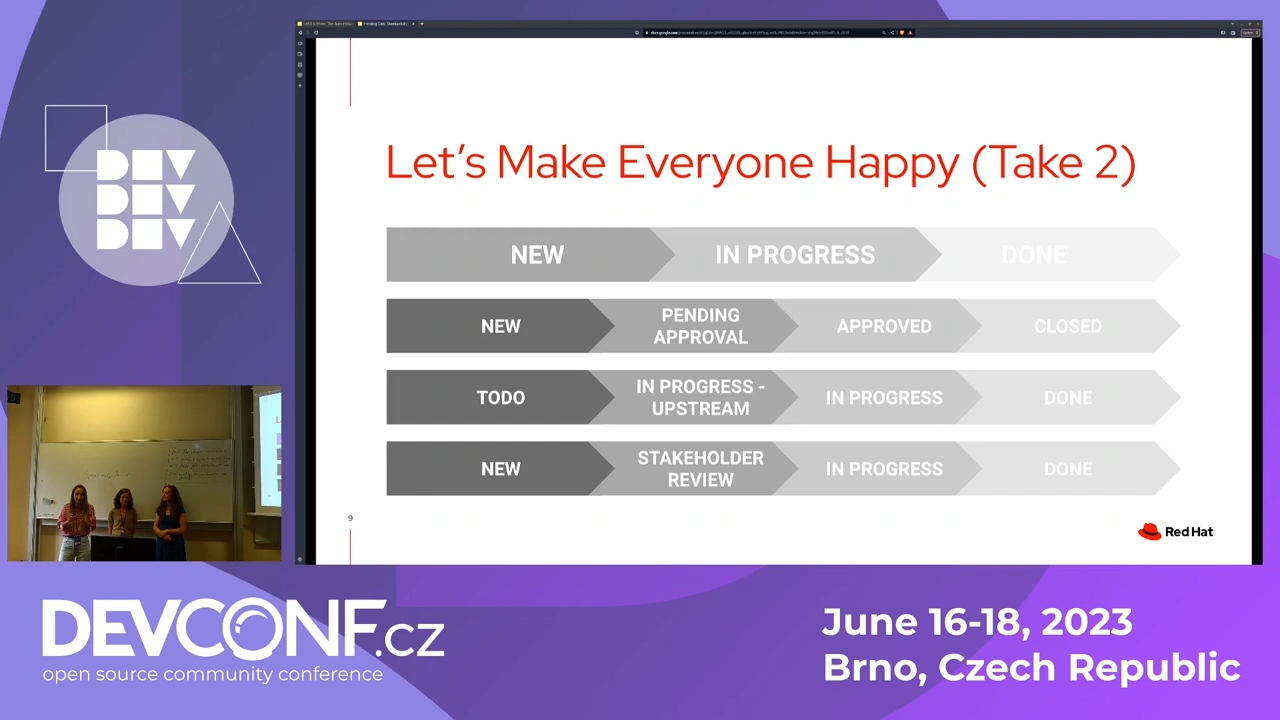 DEV
DEV
DEV
Let's Make Everyone Happy (Take 2)
NEW
IN PROGRESS
DONE
NEW
PENDING
APPROVAL
APPROVED
CLOSED
TODO
IN PROGRESS -
UPSTREAM
IN PROGRESS
DONE
NEW
STAKEHOLDER
REVIEW
IN PROGRESS
DONE
9
Red Hat
DEVCONF.cz
open source community conference
June 16-18, 2023
Brno, Czech Republic